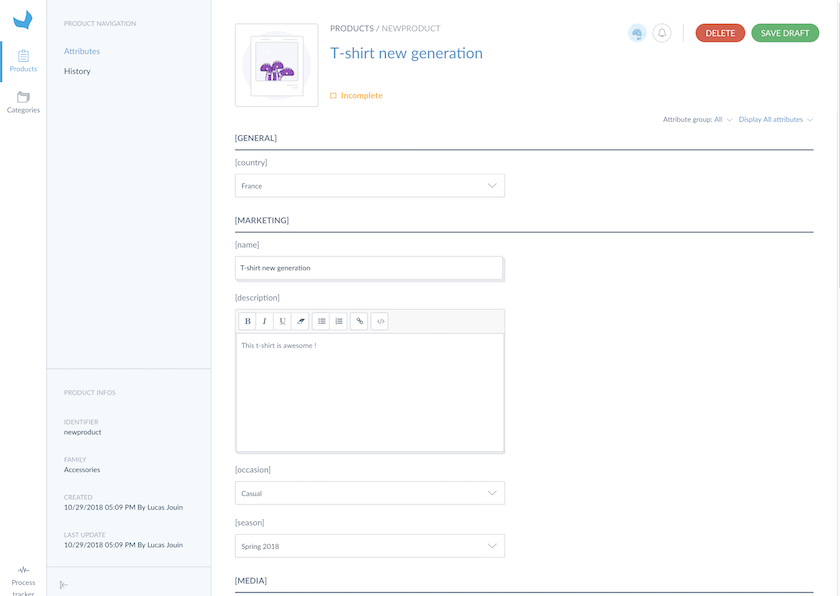 Products
Categories
Process
tracker
PRODUCT NAVIGATION
Attributes
History
PRODUCT INFOS
IDENTIFIER
newproduct
FAMILY
Accessories
CREATED
10/29/2018 05:09 PM By Lucas Jouin
LAST UPDATE
10/29/2018 05:09 PM By Lucas Jouin
PRODUCTS / NEWPRODUCT
T-shirt new generation
Incomplete
DELETE
SAVE DRAFT
Attribute group: All
Display All attributes
[GENERAL]
[country]
France
[MARKETING]
[name]
T-shirt new generation
[description]
B I U </>
This t-shirt is awesome !
[occasion]
Casual
[season]
Spring 2018
[MEDIA]